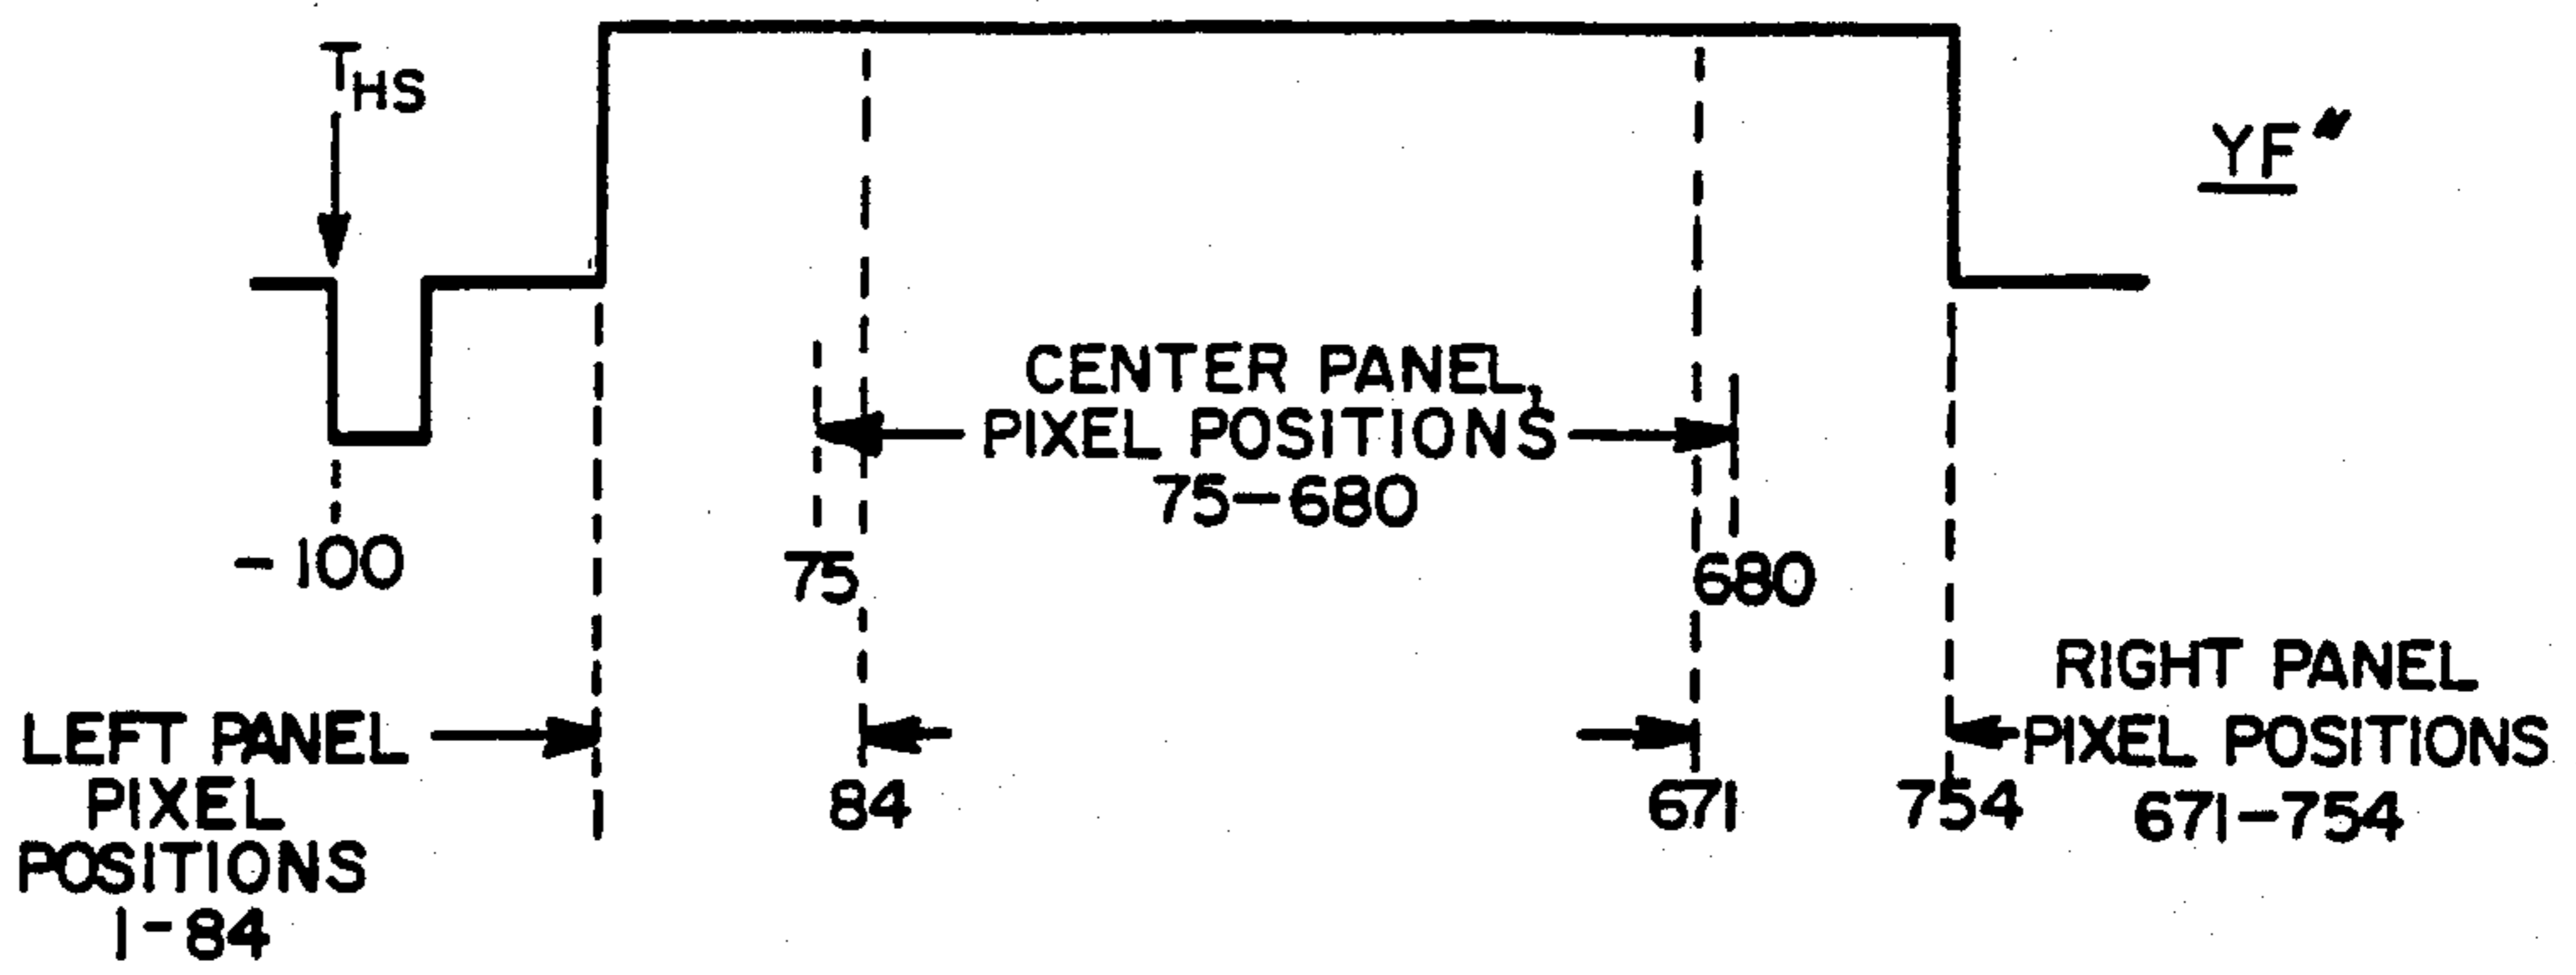 THS
YF"
CENTER PANEL,
PIXEL POSITIONS
75-680
-100
75
680
LEFT PANEL
PIXEL
POSITIONS
1-84
84
671
754
RIGHT PANEL
PIXEL POSITIONS
671-754